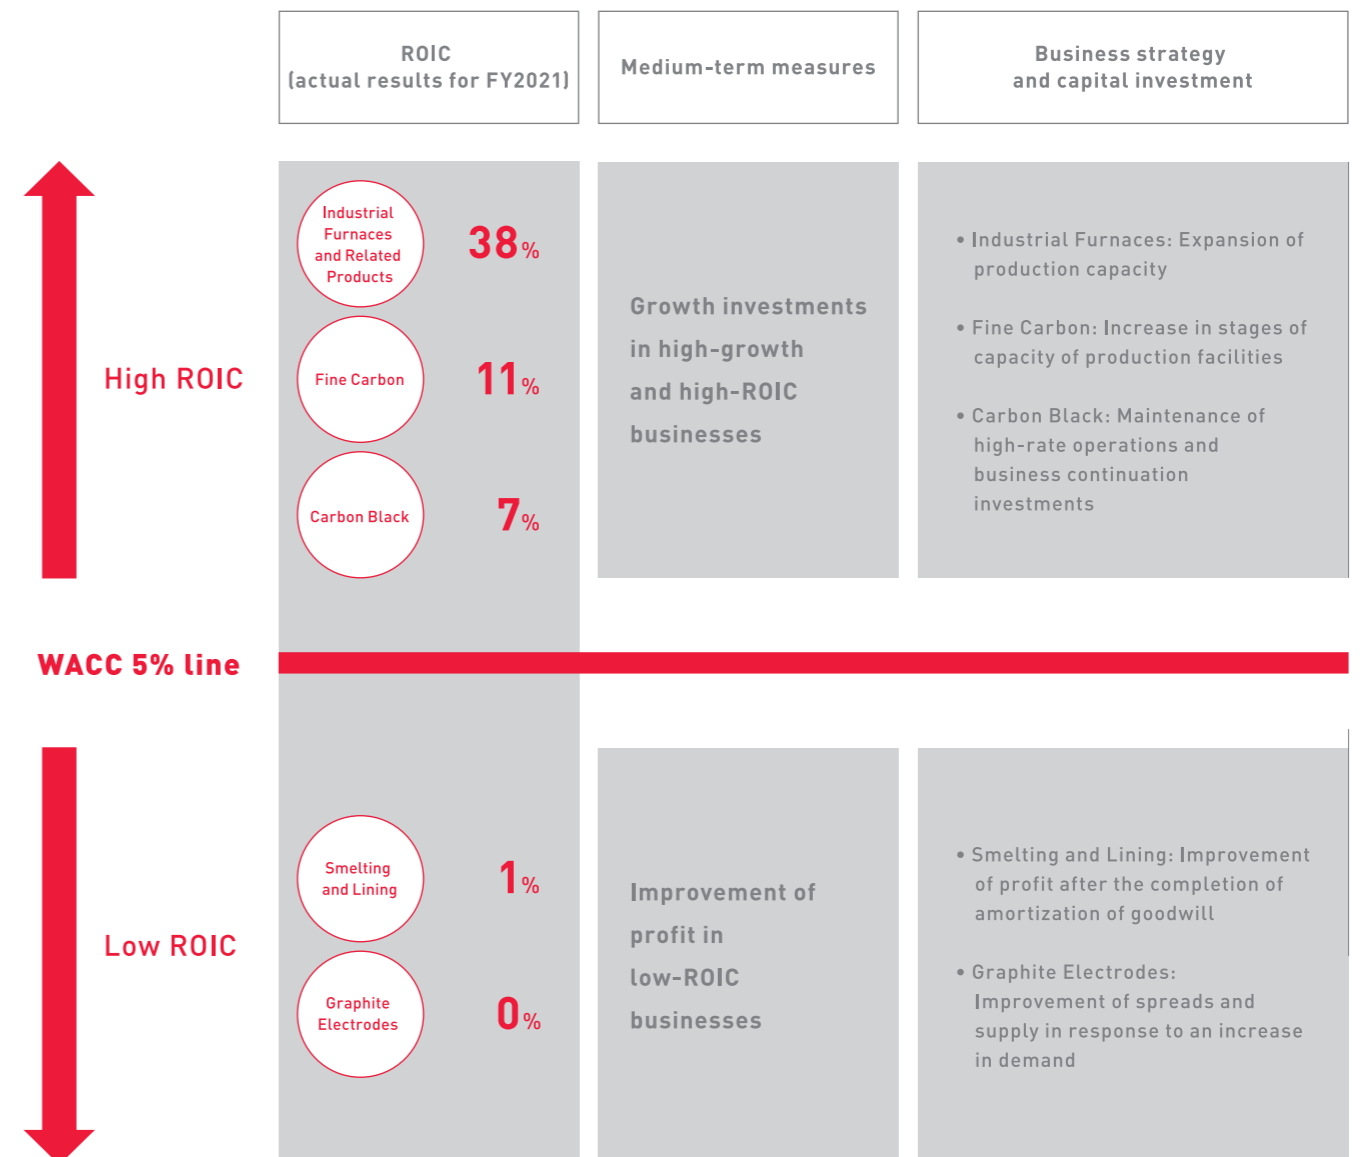 ROIC
(actual results for FY2021)
Medium-term measures
Business strategy
and capital investment
High ROIC
Industrial
Furnaces
and Related
Products
38%
Fine Carbon
11%
Carbon Black
7%
Growth investments
in high-growth
and high-ROIC
businesses
• Industrial Furnaces: Expansion of
production capacity
• Fine Carbon: Increase in stages of
capacity of production facilities
• Carbon Black: Maintenance of
high-rate operations and
business continuation
investments
WACC 5% line
Low ROIC
Smelting
and Lining
1%
Graphite
Electrodes
0%
Improvement of
profit in
low-ROIC
businesses
• Smelting and Lining: Improvement
of profit after the completion of
amortization of goodwill
• Graphite Electrodes:
Improvement of spreads and
supply in response to an increase
in demand